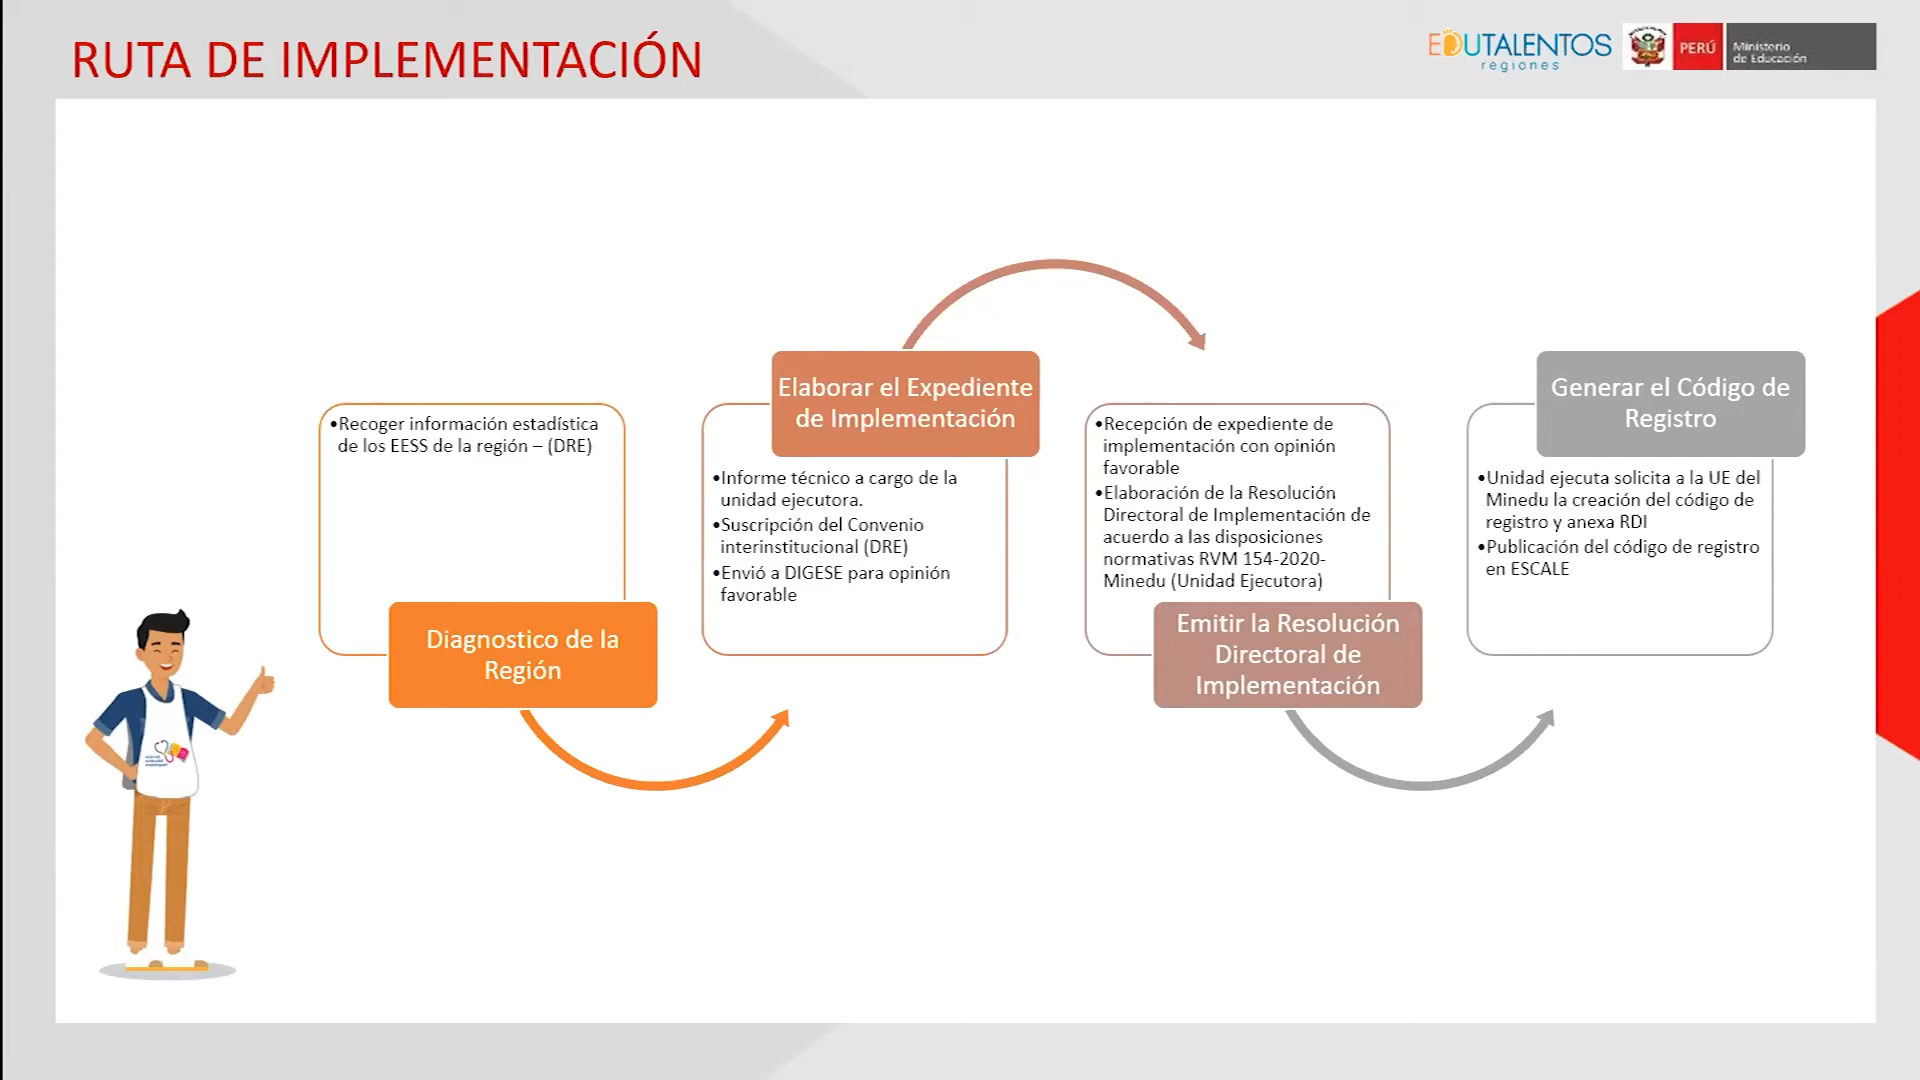 RUTA DE IMPLEMENTACIÓN
EDUTALENTOS
regiones
PERÚ
Ministerio
de Educación
•Recoger información estadística
de los EESS de la región – (DRE)
Diagnostico de la
Región
Elaborar el Expediente
de Implementación
•Informe técnico a cargo de la
unidad ejecutora.
•Suscripción del Convenio
interinstitucional (DRE)
•Envió a DIGESE para opinión
favorable
•Recepción de expediente de
implementación con opinión
favorable
•Elaboración de la Resolución
Directoral de Implementación de
acuerdo a las disposiciones
normativas RVM 154-2020-
Minedu (Unidad Ejecutora)
Emitir la Resolución
Directoral de
Implementación
Generar el Código de
Registro
•Unidad ejecuta solicita a la UE del
Minedu la creación del código de
registro y anexa RDI
•Publicación del código de registro
en ESCALE